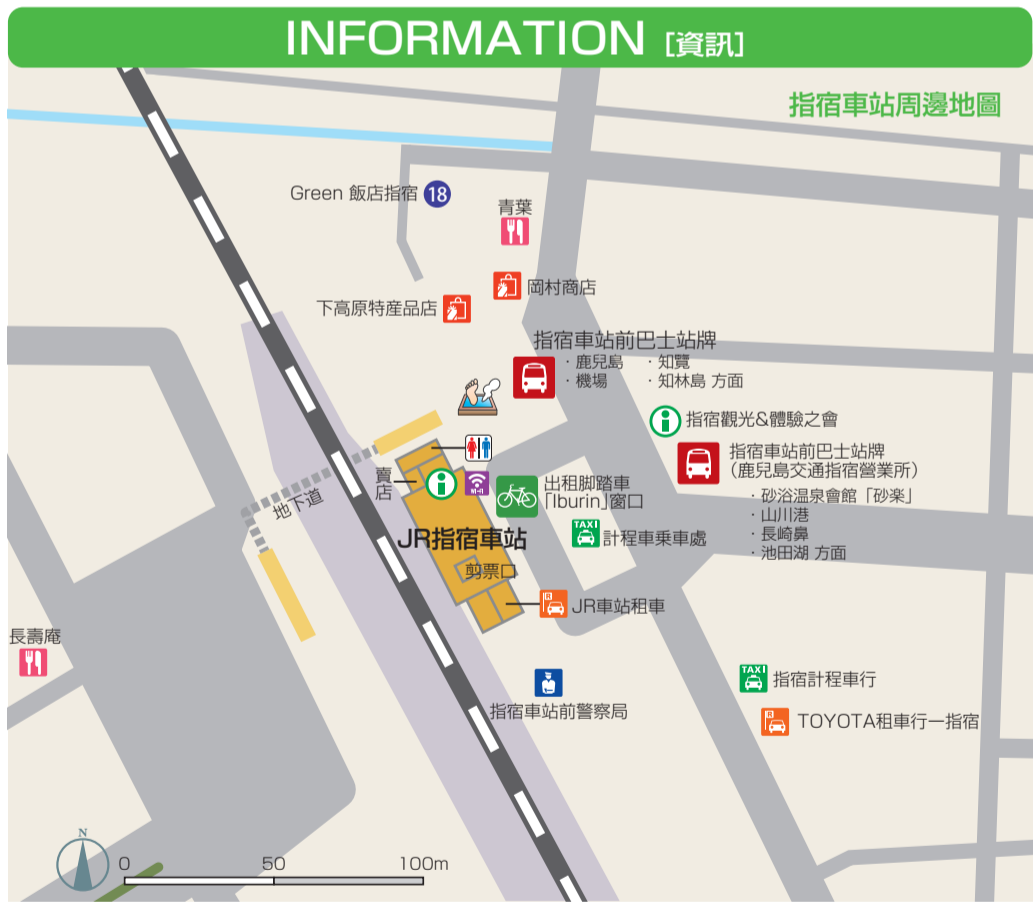 INFORMATION [資訊]
指宿車站周邊地圖
Green 飯店指宿 18
青葉
岡村商店
下高原特産品店
指宿車站前巴士站牌
・鹿兒島 ・知覽
・機場 ・知林島 方面
指宿觀光&體驗之會
指宿車站前巴士站牌
(鹿兒島交通指宿營業所)
・砂浴温泉會館「砂楽」
・山川港
・長崎鼻
・池田湖 方面
賣店
Wi-Fi
出租脚踏車
「Iburin」窗口
地下道
TAXI
計程車乗車處
JR指宿車站
剪票口
R
JR車站租車
長壽庵
指宿車站前警察局
TAXI
指宿計程車行
R
TOYOTA租車行一指宿
N
0 50 100m